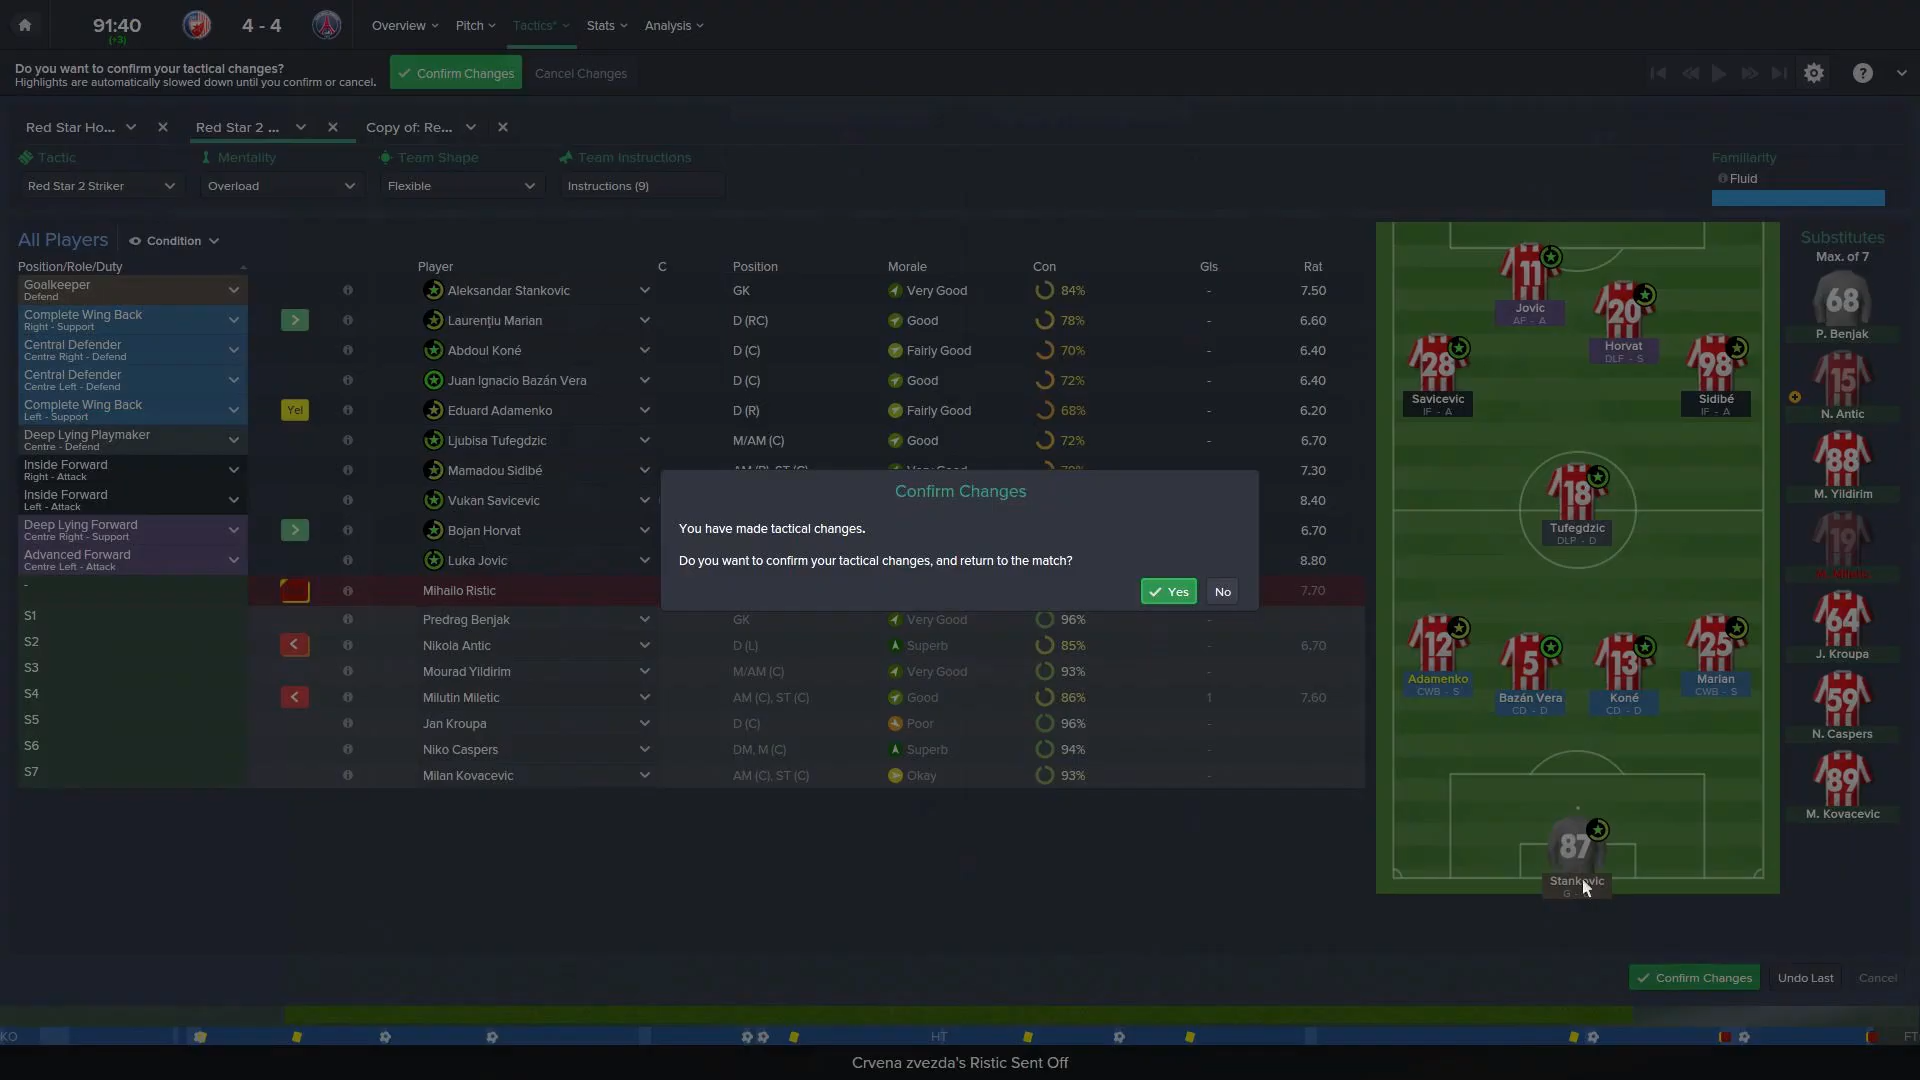 91:40
(+3)
4 - 4
Overview
Pitch
Tactics*
Stats
Analysis
Do you want to confirm your tactical changes?
Highlights are automatically slowed down until you confirm or cancel.
Confirm Changes
Cancel Changes
?
Red Star Ho...
Red Star 2 ...
Copy of: Re...
Tactic
Mentality
Team Shape
Team Instructions
Familiarity
Red Star 2 Striker
Overload
Flexible
Instructions (9)
Fluid
All Players
Condition
Substitutes
Max. of 7
Position/Role/Duty
Player
C
Position
Morale
Con
Gls
Rat
Goalkeeper
Defend
Aleksandar Stankovic
GK
Very Good
84%
-
7.50
Complete Wing Back
Right - Support
Laurenţiu Marian
D (RC)
Good
78%
-
6.60
Central Defender
Centre Right - Defend
Abdoul Koné
D (C)
Fairly Good
70%
-
6.40
Central Defender
Centre Left - Defend
Juan Ignacio Bazán Vera
D (C)
Good
72%
-
6.40
Complete Wing Back
Left - Support
Yel
Eduard Adamenko
D (R)
Fairly Good
68%
-
6.20
Deep Lying Playmaker
Centre - Defend
Ljubisa Tufegdzic
M/AM (C)
Good
72%
-
6.70
Inside Forward
Right - Attack
Mamadou Sidibé
7.30
Inside Forward
Left - Attack
Vukan Savicevic
8.40
Deep Lying Forward
Centre Right - Support
Bojan Horvat
6.70
Advanced Forward
Centre Left - Attack
Luka Jovic
8.80
-
Mihailo Ristic
7.70
S1
Predrag Benjak
GK
Very Good
96%
-
S2
Nikola Antic
D (L)
Superb
85%
-
6.70
S3
Mourad Yildirim
M/AM (C)
Very Good
93%
-
S4
Milutin Miletic
AM (C), ST (C)
Good
86%
1
7.60
S5
Jan Kroupa
D (C)
Poor
96%
-
S6
Niko Caspers
DM, M (C)
Superb
94%
-
S7
Milan Kovacevic
AM (C), ST (C)
Okay
93%
-
Confirm Changes
You have made tactical changes.
Do you want to confirm your tactical changes, and return to the match?
Yes
No
11
Jovic
AF - A
20
Horvat
DLF - S
28
Savicevic
IF - A
98
Sidibé
IF - A
18
Tufegdzic
DLP - D
12
Adamenko
CWB - S
5
Bazán Vera
CD - D
13
Koné
CD - D
25
Marian
CWB - S
87
Stankovic
68
P. Benjak
15
N. Antic
88
M. Yildirim
19
M. Miletic
64
J. Kroupa
59
N. Caspers
89
M. Kovacevic
Confirm Changes
Undo Last
Cancel
KO
HT
FT
Crvena zvezda's Ristic Sent Off